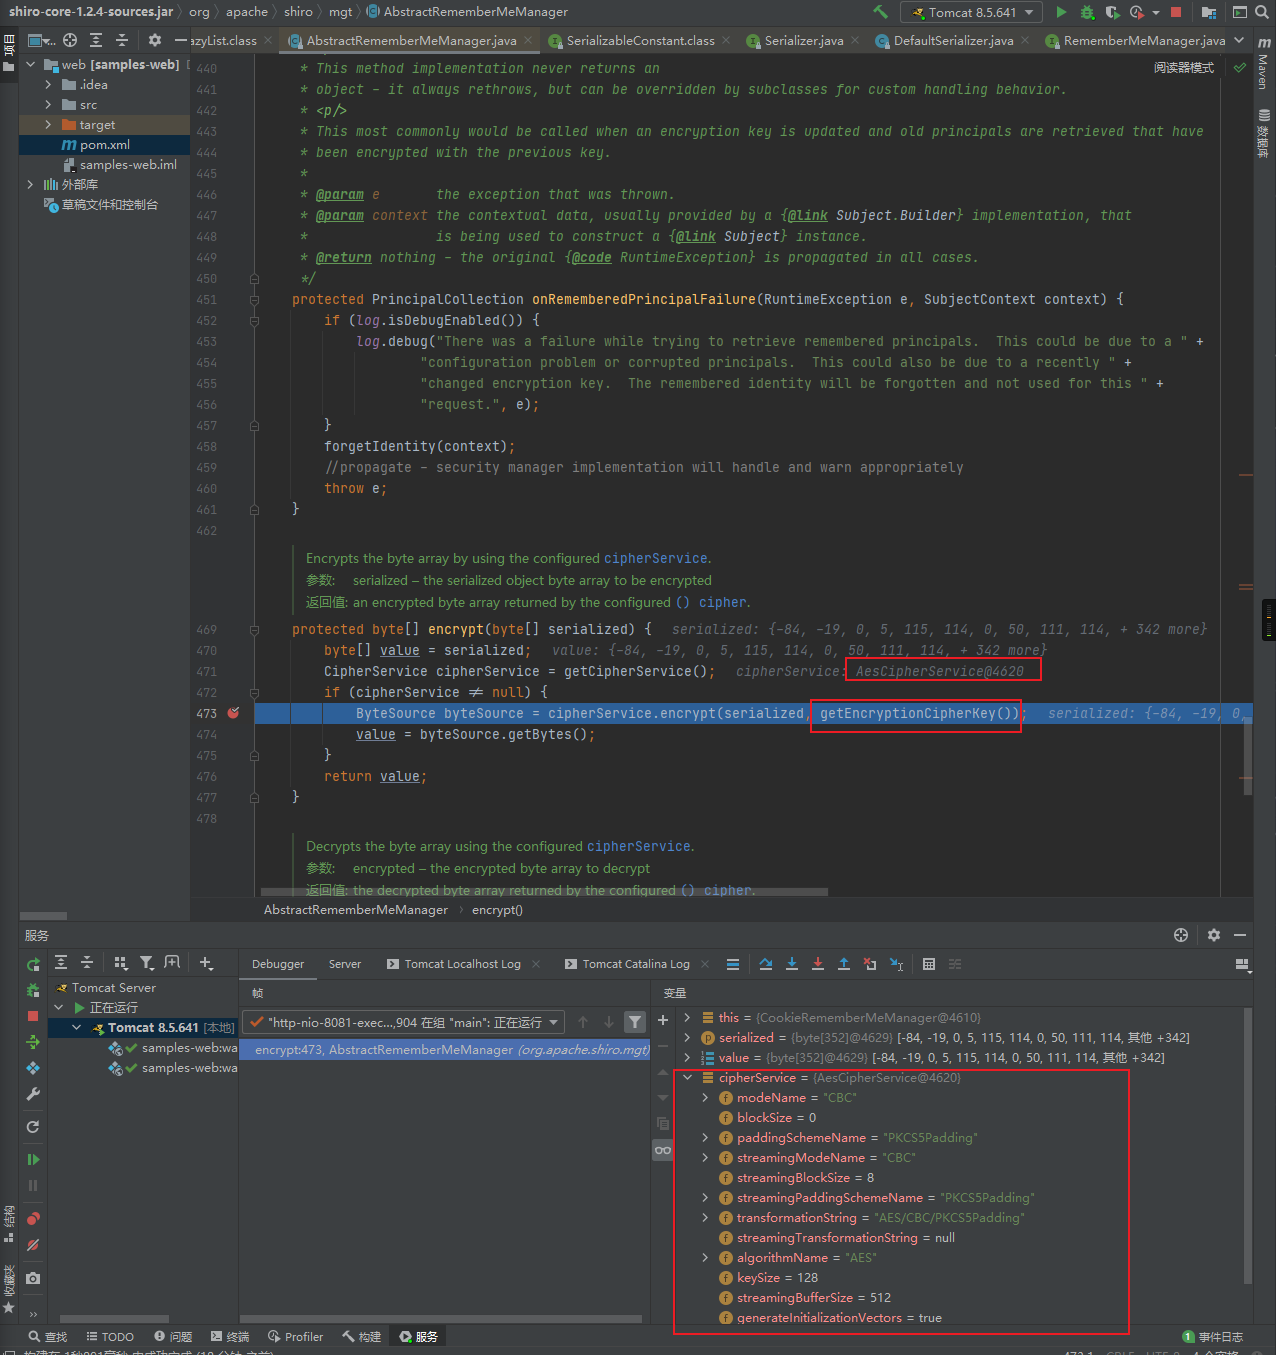 shiro-core-1.2.4-sources.jar › org › apache › shiro › mgt › AbstractRememberMeManager
Tomcat 8.5.641
azyList.class
AbstractRememberMeManager.java
SerializableConstant.class
Serializer.java
DefaultSerializer.java
RememberMeManager.java
项目
web [samples-web]
.idea
src
target
pom.xml
samples-web.iml
外部库
草稿文件和控制台
阅读器模式
Maven
数据库
440 * This method implementation never returns an
441 * object – it always rethrows, but can be overridden by subclasses for custom handling behavior.
442 * <p/>
443 * This most commonly would be called when an encryption key is updated and old principals are retrieved that have
444 * been encrypted with the previous key.
445 *
446 * @param e the exception that was thrown.
447 * @param context the contextual data, usually provided by a {@link Subject.Builder} implementation, that
448 * is being used to construct a {@link Subject} instance.
449 * @return nothing – the original {@code RuntimeException} is propagated in all cases.
450 */
451 protected PrincipalCollection onRememberedPrincipalFailure(RuntimeException e, SubjectContext context) {
452 if (log.isDebugEnabled()) {
453 log.debug("There was a failure while trying to retrieve remembered principals.  This could be due to a " +
454 "configuration problem or corrupted principals.  This could also be due to a recently " +
455 "changed encryption key.  The remembered identity will be forgotten and not used for this " +
456 "request.", e);
457 }
458 forgetIdentity(context);
459 //propagate – security manager implementation will handle and warn appropriately
460 throw e;
461 }
462
Encrypts the byte array by using the configured cipherService.
参数: serialized – the serialized object byte array to be encrypted
返回值: an encrypted byte array returned by the configured () cipher.
469 protected byte[] encrypt(byte[] serialized) { serialized: {-84, -19, 0, 5, 115, 114, 0, 50, 111, 114, + 342 more}
470 byte[] value = serialized; value: {-84, -19, 0, 5, 115, 114, 0, 50, 111, 114, + 342 more}
471 CipherService cipherService = getCipherService(); cipherService: AesCipherService@4620
472 if (cipherService ≠ null) {
473 ByteSource byteSource = cipherService.encrypt(serialized, getEncryptionCipherKey()); serialized: {-84, -19, 0,
474 value = byteSource.getBytes();
475 }
476 return value;
477 }
478
Decrypts the byte array using the configured cipherService.
参数: encrypted – the encrypted byte array to decrypt
返回值: the decrypted byte array returned by the configured () cipher.
AbstractRememberMeManager › encrypt()
服务
Debugger
Server
Tomcat Localhost Log
Tomcat Catalina Log
Tomcat Server
正在运行
Tomcat 8.5.641 [本地]
samples-web:wa
samples-web:wa
帧
"http-nio-8081-exec...,904 在组 "main": 正在运行
encrypt:473, AbstractRememberMeManager (org.apache.shiro.mgt)
变量
this = {CookieRememberMeManager@4610}
serialized = {byte[352]@4629} [-84, -19, 0, 5, 115, 114, 0, 50, 111, 114, 其他 +342]
value = {byte[352]@4629} [-84, -19, 0, 5, 115, 114, 0, 50, 111, 114, 其他 +342]
cipherService = {AesCipherService@4620}
modeName = "CBC"
blockSize = 0
paddingSchemeName = "PKCS5Padding"
streamingModeName = "CBC"
streamingBlockSize = 8
streamingPaddingSchemeName = "PKCS5Padding"
transformationString = "AES/CBC/PKCS5Padding"
streamingTransformationString = null
algorithmName = "AES"
keySize = 128
streamingBufferSize = 512
generateInitializationVectors = true
结构
收藏夹
查找
TODO
问题
终端
Profiler
构建
服务
1 事件日志